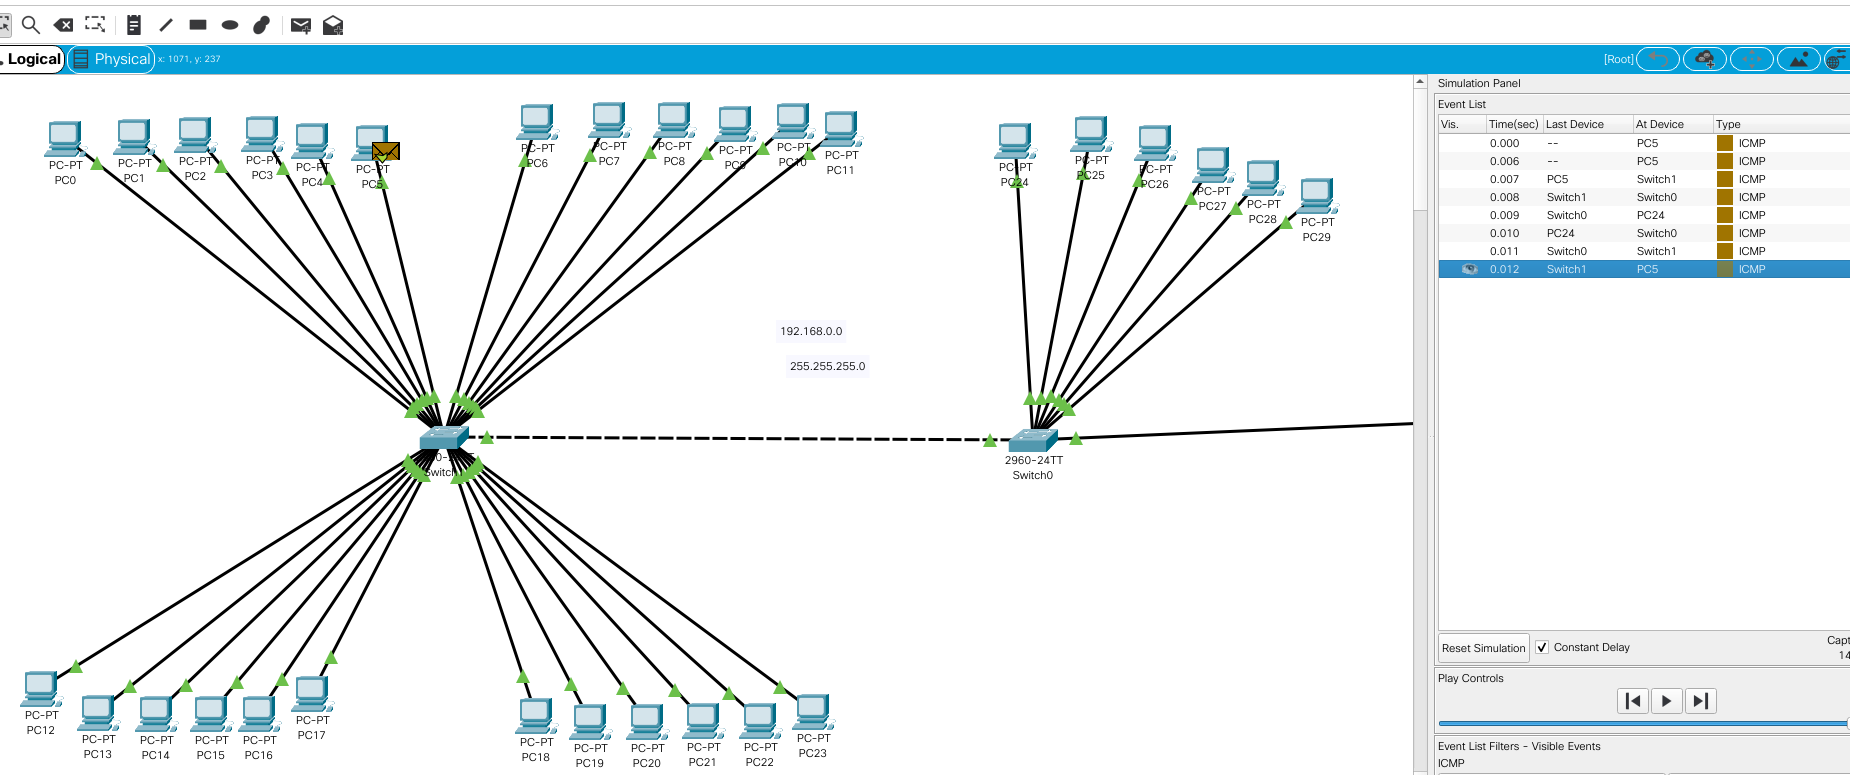 Logical Physical x: 1071, y: 237 [Root]
Simulation Panel
Event List
Vis. Time(sec) Last Device At Device Type
0.000 -- PC5 ICMP
0.006 -- PC5 ICMP
0.007 PC5 Switch1 ICMP
0.008 Switch1 Switch0 ICMP
0.009 Switch0 PC24 ICMP
0.010 PC24 Switch0 ICMP
0.011 Switch0 Switch1 ICMP
0.012 Switch1 PC5 ICMP
PC-PT
PC0
PC-PT
PC1
PC-PT
PC2
PC-PT
PC3
PC-PT
PC4
PC-PT
PC5
PC-PT
PC6
PC-PT
PC7
PC-PT
PC8
PC-PT
PC9
PC-PT
PC10
PC-PT
PC11
PC-PT
PC24
PC-PT
PC25
PC-PT
PC26
PC-PT
PC27
PC-PT
PC28
PC-PT
PC29
192.168.0.0
255.255.255.0
2960-24TT
Switch0
PC-PT
PC12
PC-PT
PC13
PC-PT
PC14
PC-PT
PC15
PC-PT
PC16
PC-PT
PC17
PC-PT
PC18
PC-PT
PC19
PC-PT
PC20
PC-PT
PC21
PC-PT
PC22
PC-PT
PC23
Reset Simulation Constant Delay
Capt
14
Play Controls
Event List Filters - Visible Events
ICMP